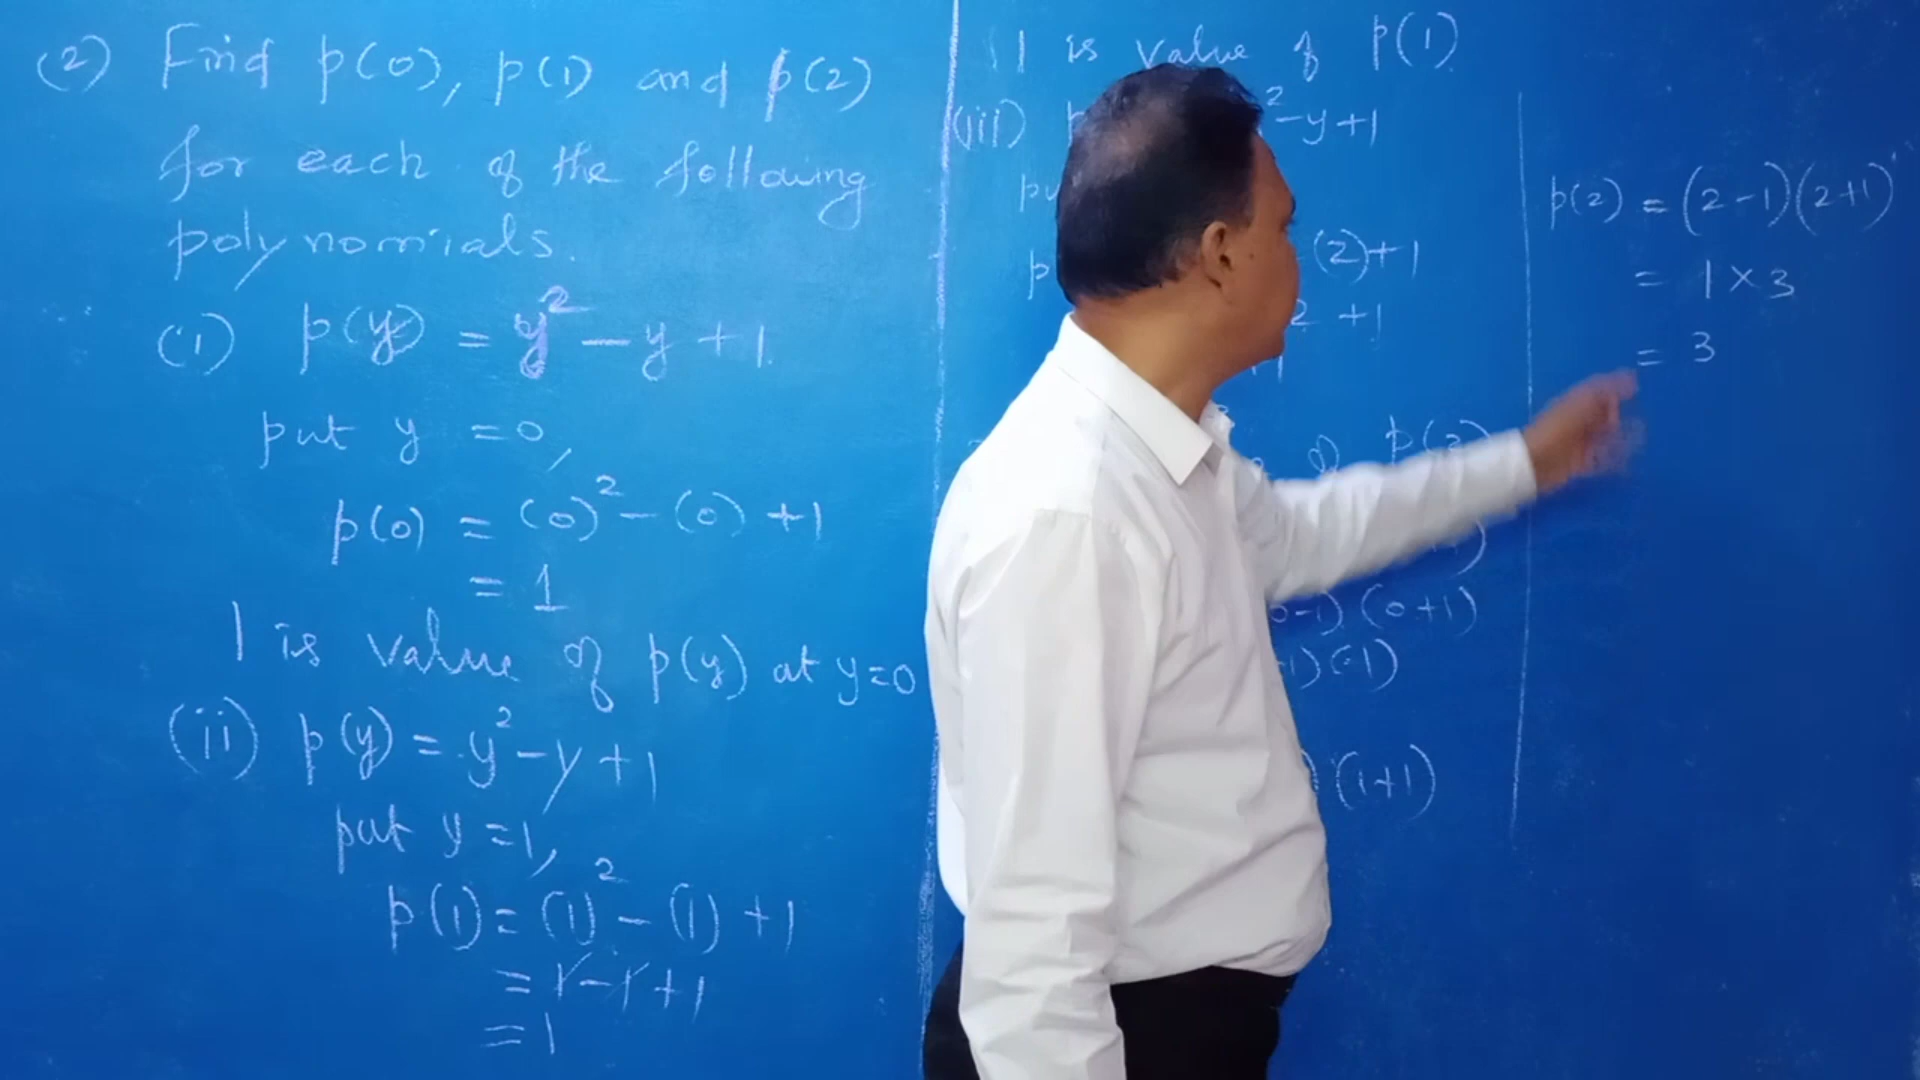 (2) Find p(0), p(1) and p(2)
for each of the following
polynomials.
(i) p(y) = y² - y + 1
put y = 0,
p(0) = (0)² - (0) + 1
= 1
1 is value of p(y) at y=0
(ii) p(y) = y² - y + 1
put y = 1,
p(1) = (1)² - (1) + 1
= 1 - 1 + 1
= 1
1 is value of p(1)
(iii) p ² - y + 1
pu
p (2) + 1
2 + 1
of p(2)
0-1) (0+1)
1) (-1)
) (1+1)
p(2) = (2-1)(2+1)
= 1 × 3
= 3